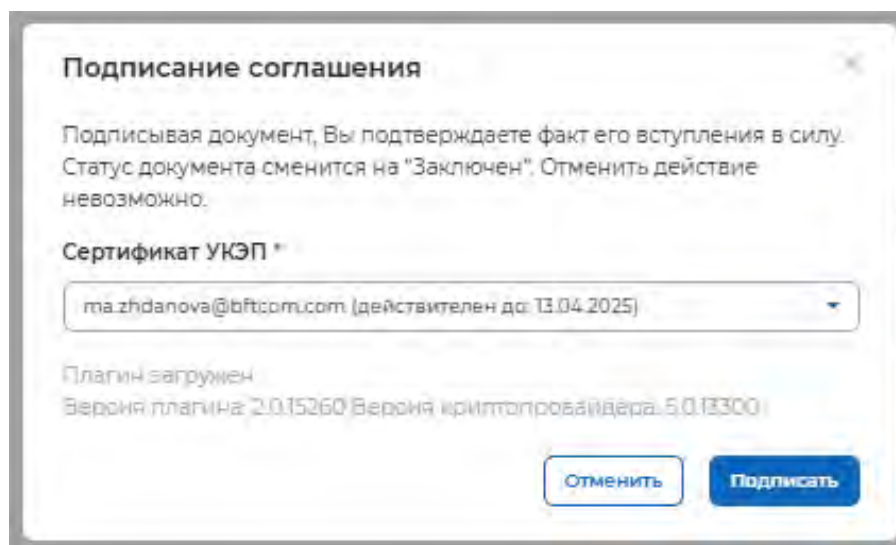 Подписание соглашения
Подписывая документ, Вы подтверждаете факт его вступления в силу.
Статус документа сменится на "Заключен". Отменить действие
невозможно.
Сертификат УКЭП *
ma.zhdanova@bftcom.com (действителен до: 13.04.2025)
Плагин загружен
Версия плагина: 2.0.15260 Версия криптопровайдера: 5.0.13300
Отменить
Подписать